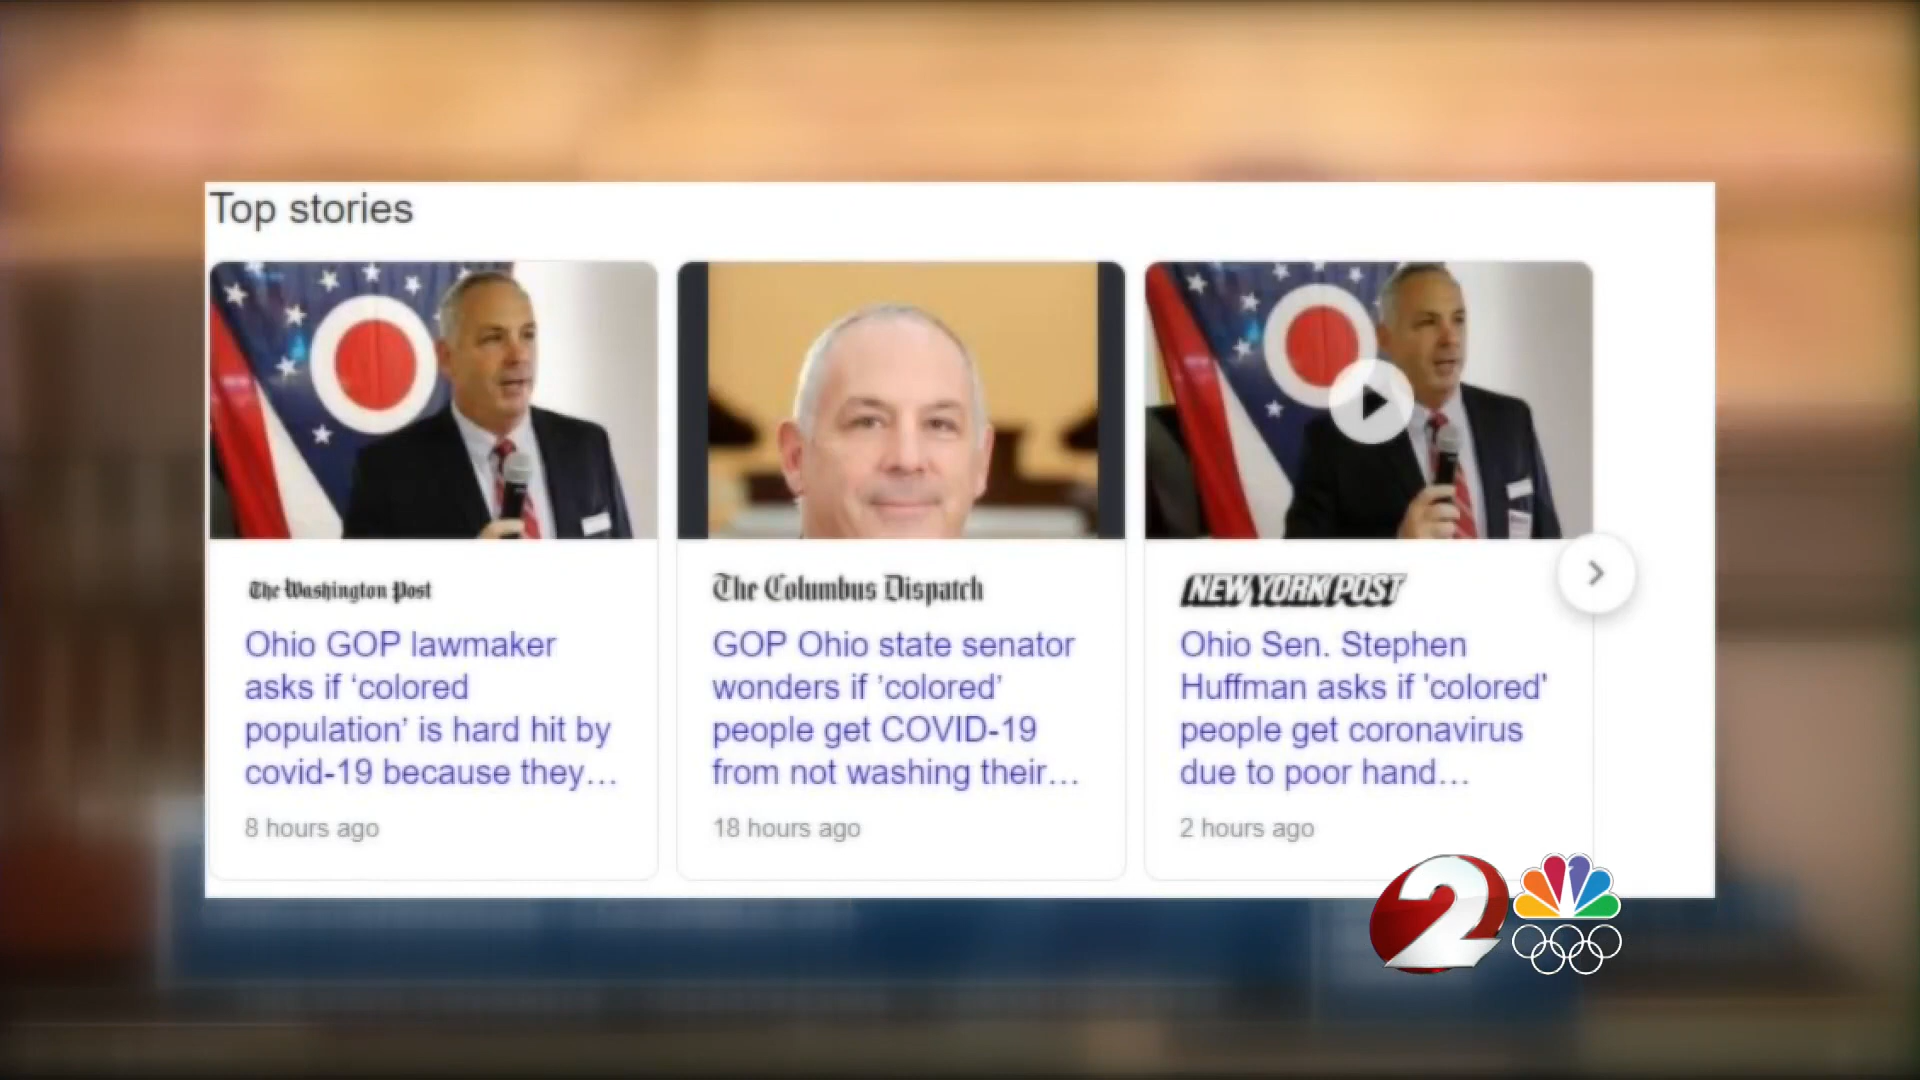 Top stories
The Washington Post
Ohio GOP lawmaker
asks if ‘colored
population’ is hard hit by
covid-19 because they…
8 hours ago
The Columbus Dispatch
GOP Ohio state senator
wonders if ’colored’
people get COVID-19
from not washing their…
18 hours ago
NEW YORK POST
Ohio Sen. Stephen
Huffman asks if 'colored'
people get coronavirus
due to poor hand…
2 hours ago
2